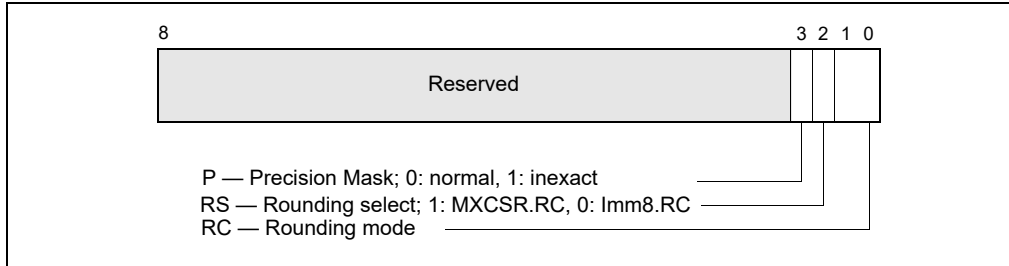 8 3 2 1 0
Reserved
P — Precision Mask; 0: normal, 1: inexact
RS — Rounding select; 1: MXCSR.RC, 0: Imm8.RC
RC — Rounding mode